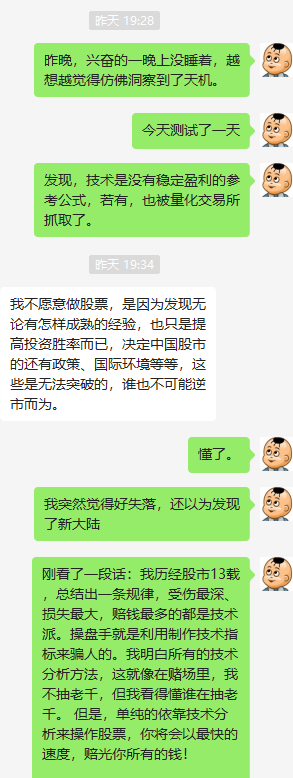 昨天 19:28
昨晚，兴奋的一晚上没睡着，越
想越觉得仿佛洞察到了天机。
今天测试了一天
发现，技术是没有稳定盈利的参
考公式，若有，也被量化交易所
抓取了。
昨天 19:34
我不愿意做股票，是因为发现无
论有怎样成熟的经验，也只是提
高投资胜率而已，决定中国股市
的还有政策、国际环境等等，这
些是无法突破的，谁也不可能逆
市而为。
懂了。
我突然觉得好失落，还以为发现
了新大陆
刚看了一段话：我历经股市13载
，总结出一条规律，受伤最深、
损失最大，赔钱最多的都是技术
派。操盘手就是利用制作技术指
标来骗人的。我明白所有的技术
分析方法，这就像在赌场里，我
不抽老千，但我看得懂谁在抽老
千。 但是，单纯的依靠技术分
析来操作股票，你将会以最快的
速度，赔光你所有的钱！